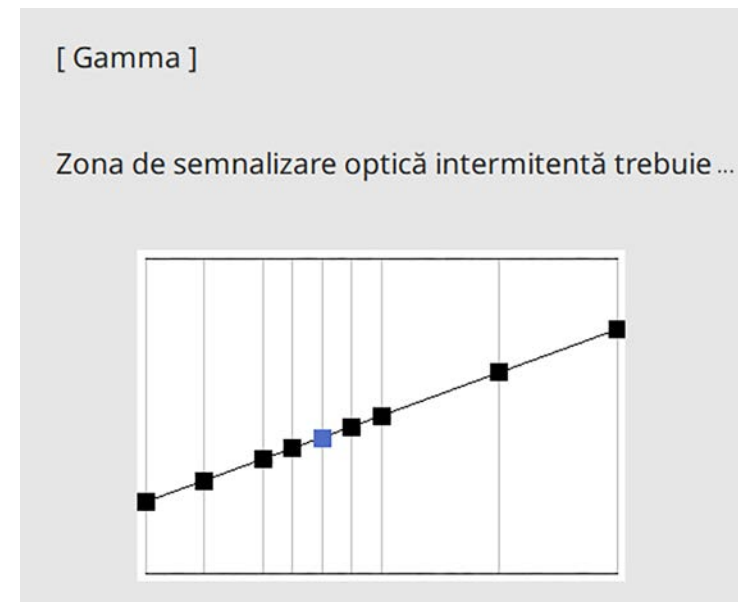 [ Gamma ]
Zona de semnalizare optică intermitentă trebuie ...